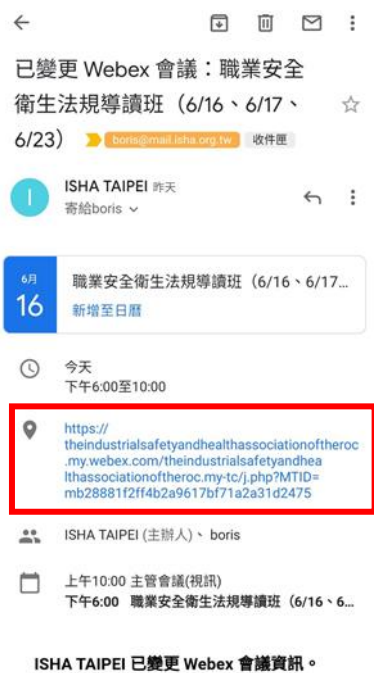 已變更 Webex 會議：職業安全
衛生法規導讀班（6/16、6/17、
6/23） boris@mail.isha.org.tw 收件匣
I
ISHA TAIPEI 昨天
寄給boris
6月
16
職業安全衛生法規導讀班（6/16、6/17...
新增至日曆
今天
下午6:00至10:00
https://
theindustrialsafetyandhealthassociationoftheroc
.my.webex.com/theindustrialsafetyandhea
lthassociationoftheroc.my-tc/j.php?MTID=
mb28881f2ff4b2a9617bf71a2a31d2475
ISHA TAIPEI (主辦人)、boris
上午10:00 主管會議(視訊)
下午6:00 職業安全衛生法規導讀班（6/16、6...
ISHA TAIPEI 已變更 Webex 會議資訊。